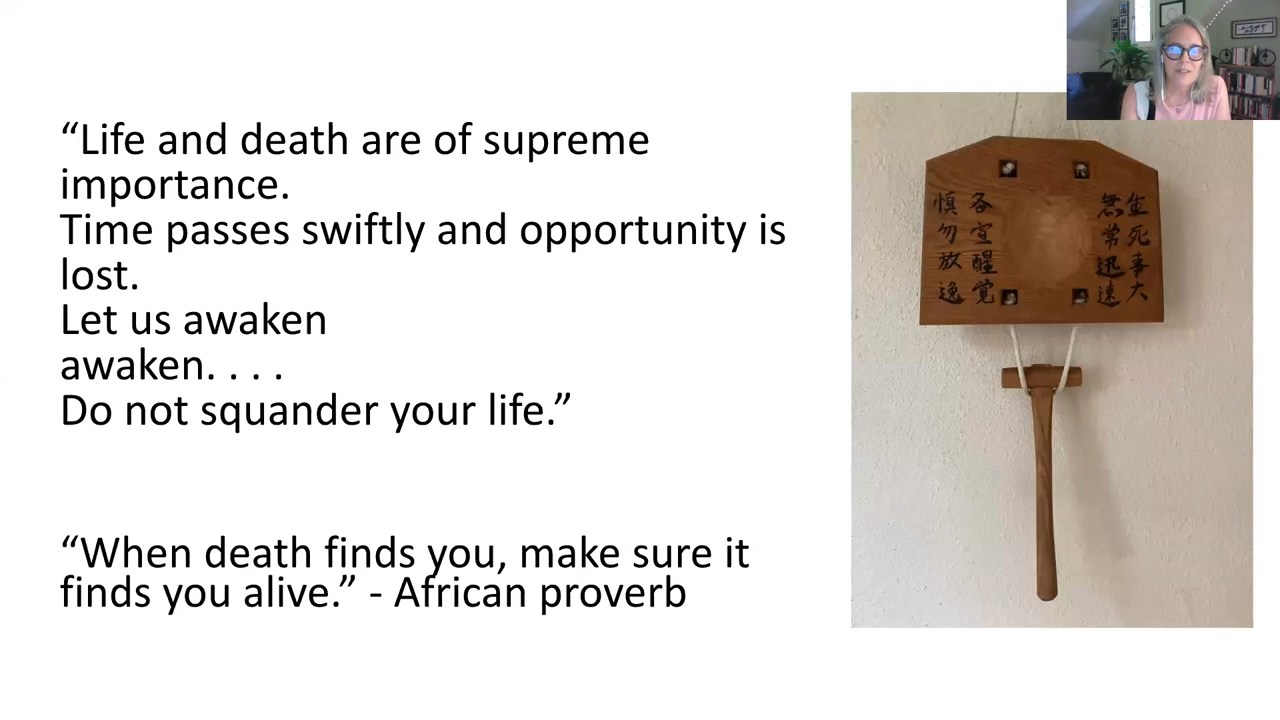 “Life and death are of supreme
importance.
Time passes swiftly and opportunity is
lost.
Let us awaken
awaken. . . .
Do not squander your life.”
“When death finds you, make sure it
finds you alive.” - African proverb
生死事大
無常迅速
各宣醒覚
慎勿放逸